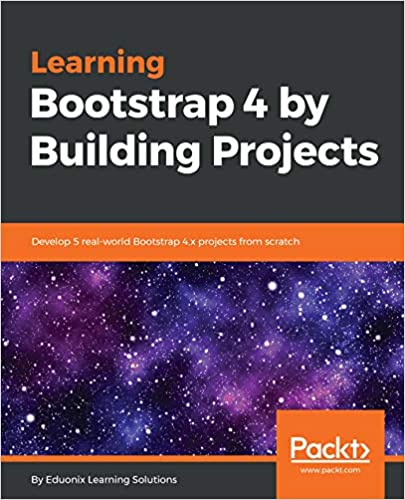 Learning
Bootstrap 4 by
Building Projects
Develop 5 real-world Bootstrap 4.x projects from scratch
Packt>
www.packt.com
By Eduonix Learning Solutions